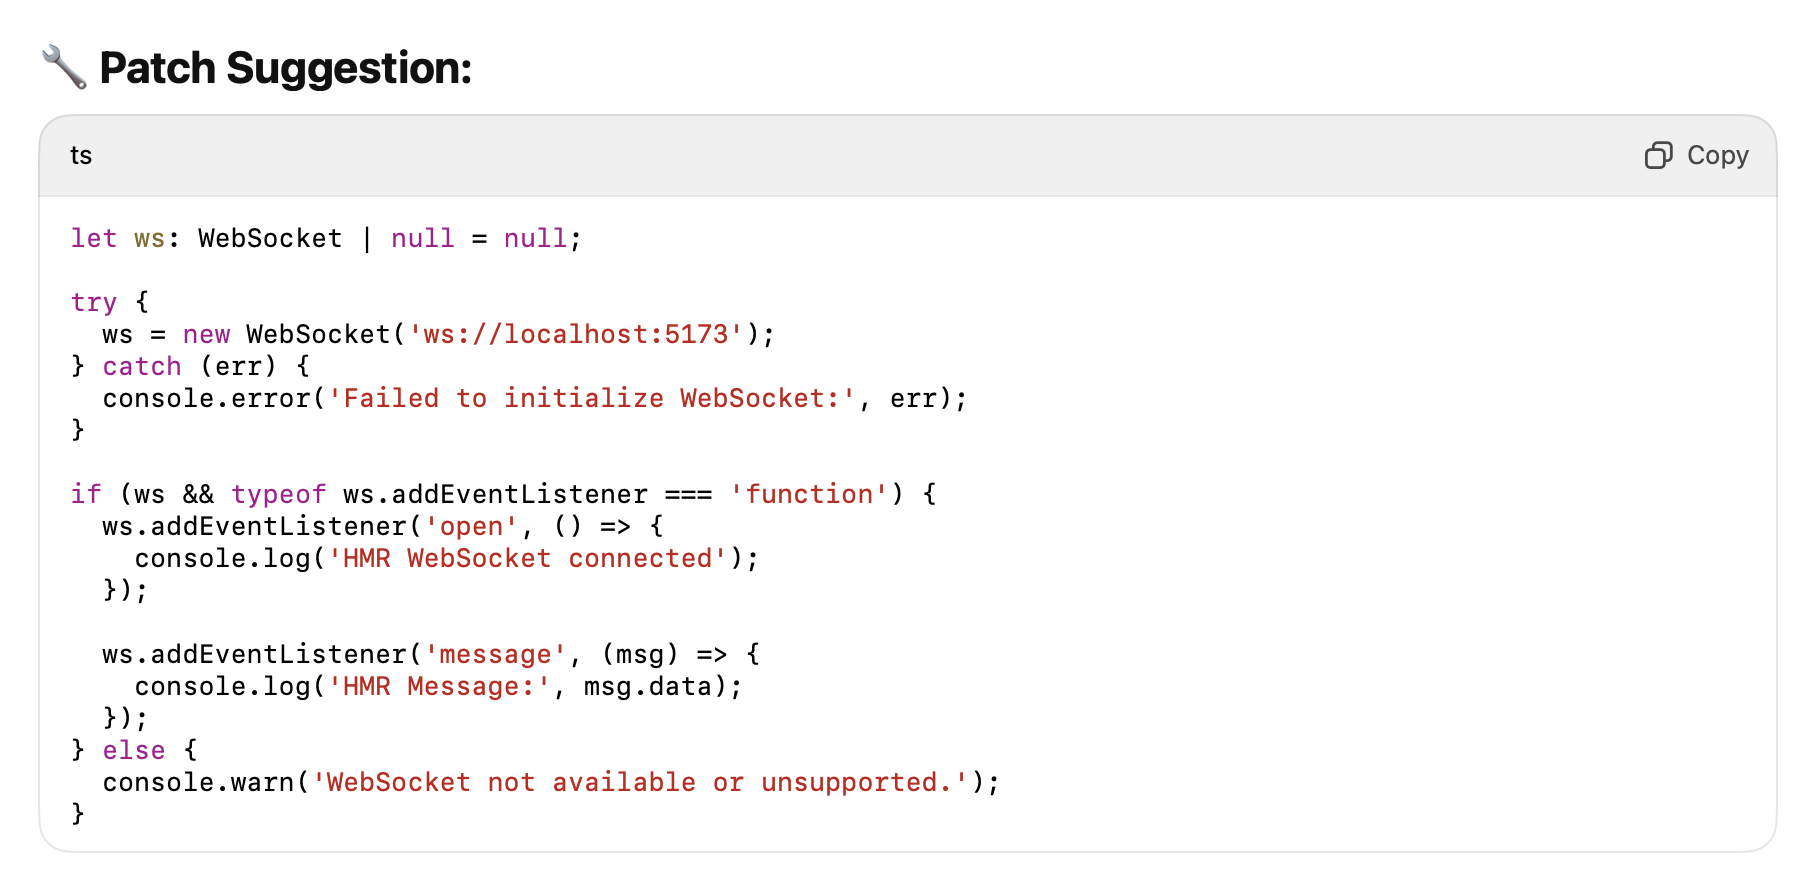 🔧 Patch Suggestion:
ts
Copy
let ws: WebSocket | null = null;

try {
  ws = new WebSocket('ws://localhost:5173');
} catch (err) {
  console.error('Failed to initialize WebSocket:', err);
}

if (ws && typeof ws.addEventListener === 'function') {
  ws.addEventListener('open', () => {
    console.log('HMR WebSocket connected');
  });

  ws.addEventListener('message', (msg) => {
    console.log('HMR Message:', msg.data);
  });
} else {
  console.warn('WebSocket not available or unsupported.');
}